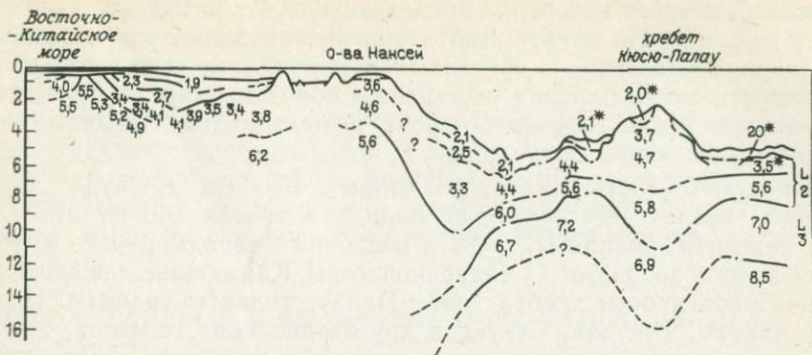 Восточно-
-Китайское
море
о-ва Нансей
хребет
Кюсю-Палау
0
2
4
6
8
10
12
14
16
4,0 5,5 2,3 1,9 3,6 2,0*
5,5 5,3 3,4 2,7 4,6 2,1* 3,7 20*
5,2 3,4 4,1 4,1 3,9 3,5 3,4 3,8 ? 2,1 4,7
4,9 6,2 5,6 ? 2,5 2,1 4,4 3,5*
3,3 4,4 5,6 5,8 5,6 L2
6,0 7,2 7,0 L3
6,7 ? 6,9 8,5